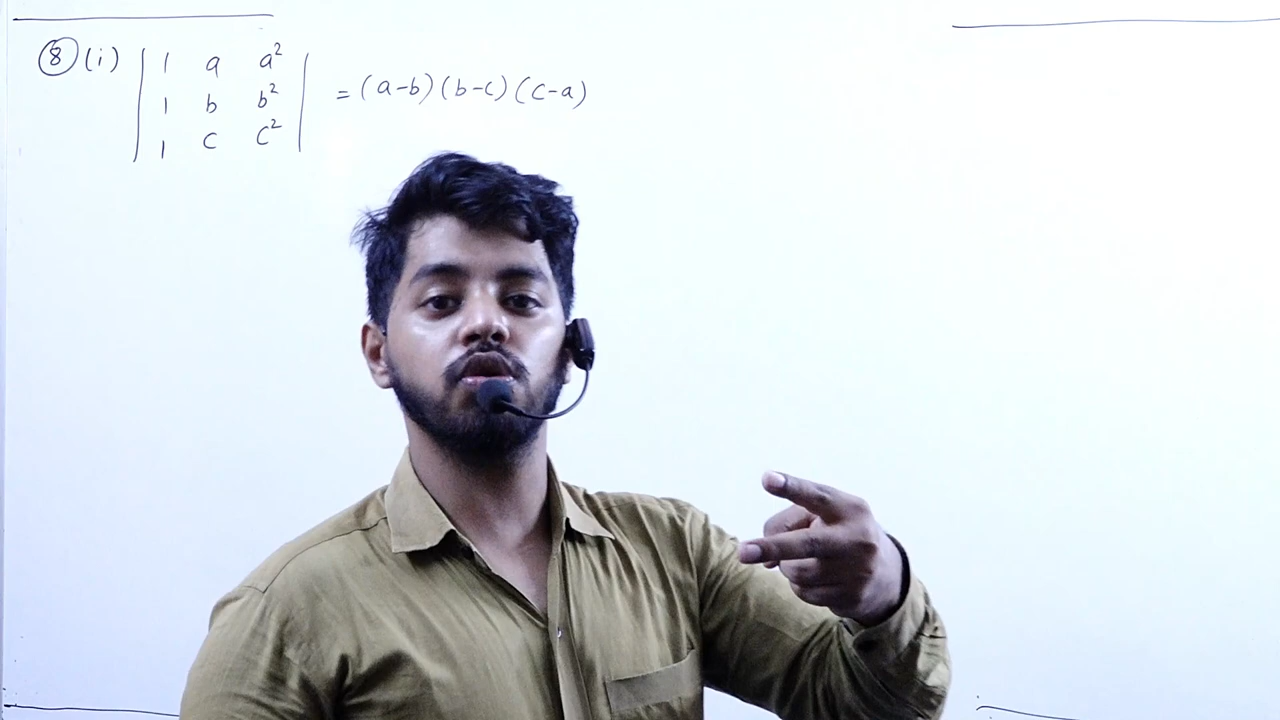 ⑧ (i) | 1 a a² |
| 1 b b² | = (a-b)(b-c)(c-a)
| 1 c c² |